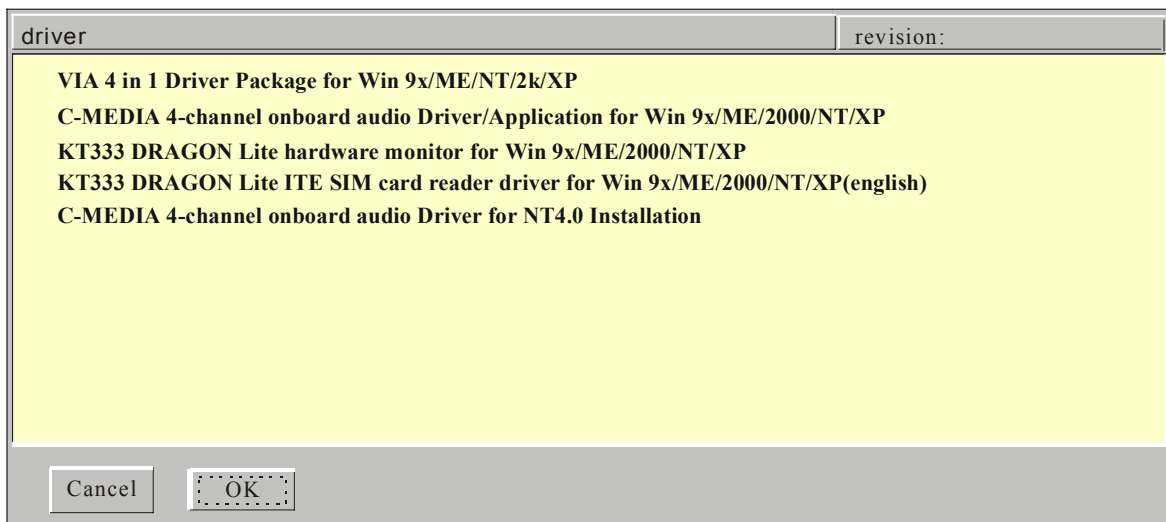 driver revision:
VIA 4 in 1 Driver Package for Win 9x/ME/NT/2k/XP
C-MEDIA 4-channel onboard audio Driver/Application for Win 9x/ME/2000/NT/XP
KT333 DRAGON Lite hardware monitor for Win 9x/ME/2000/NT/XP
KT333 DRAGON Lite ITE SIM card reader driver for Win 9x/ME/2000/NT/XP(english)
C-MEDIA 4-channel onboard audio Driver for NT4.0 Installation
Cancel OK